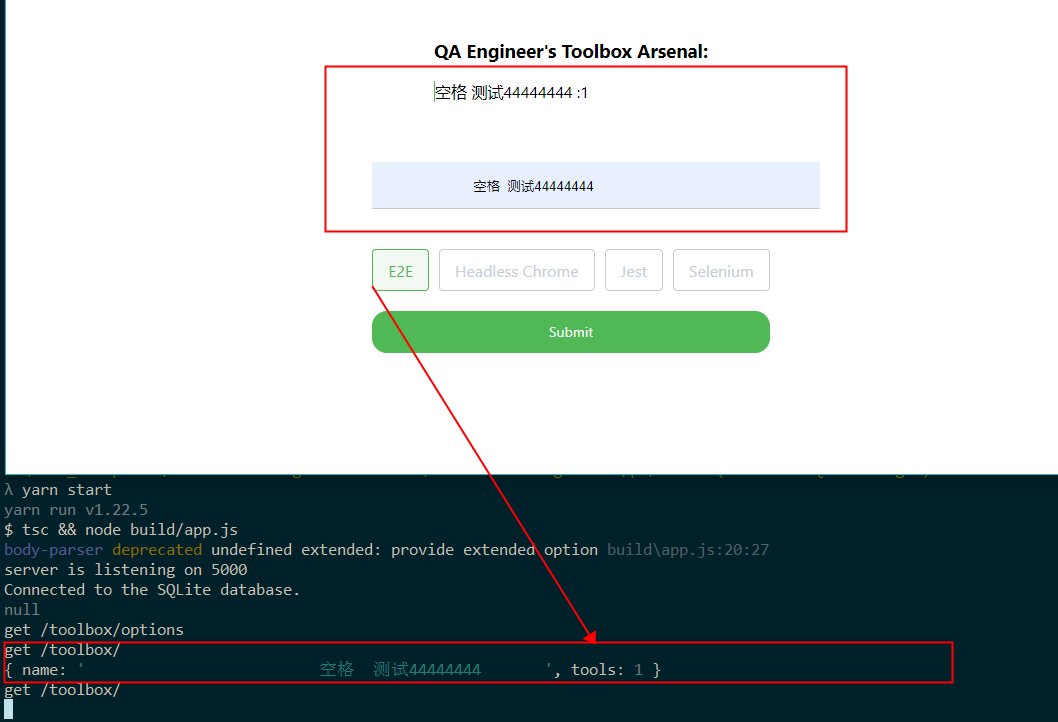 QA Engineer's Toolbox Arsenal:
空格 测试44444444 :1
空格  测试44444444
E2E Headless Chrome Jest Selenium
Submit
λ yarn start
yarn run v1.22.5
$ tsc && node build/app.js
body-parser deprecated undefined extended: provide extended option build\app.js:20:27
server is listening on 5000
Connected to the SQLite database.
null
get /toolbox/options
get /toolbox/
{ name: '                          空格  测试44444444       ', tools: 1 }
get /toolbox/